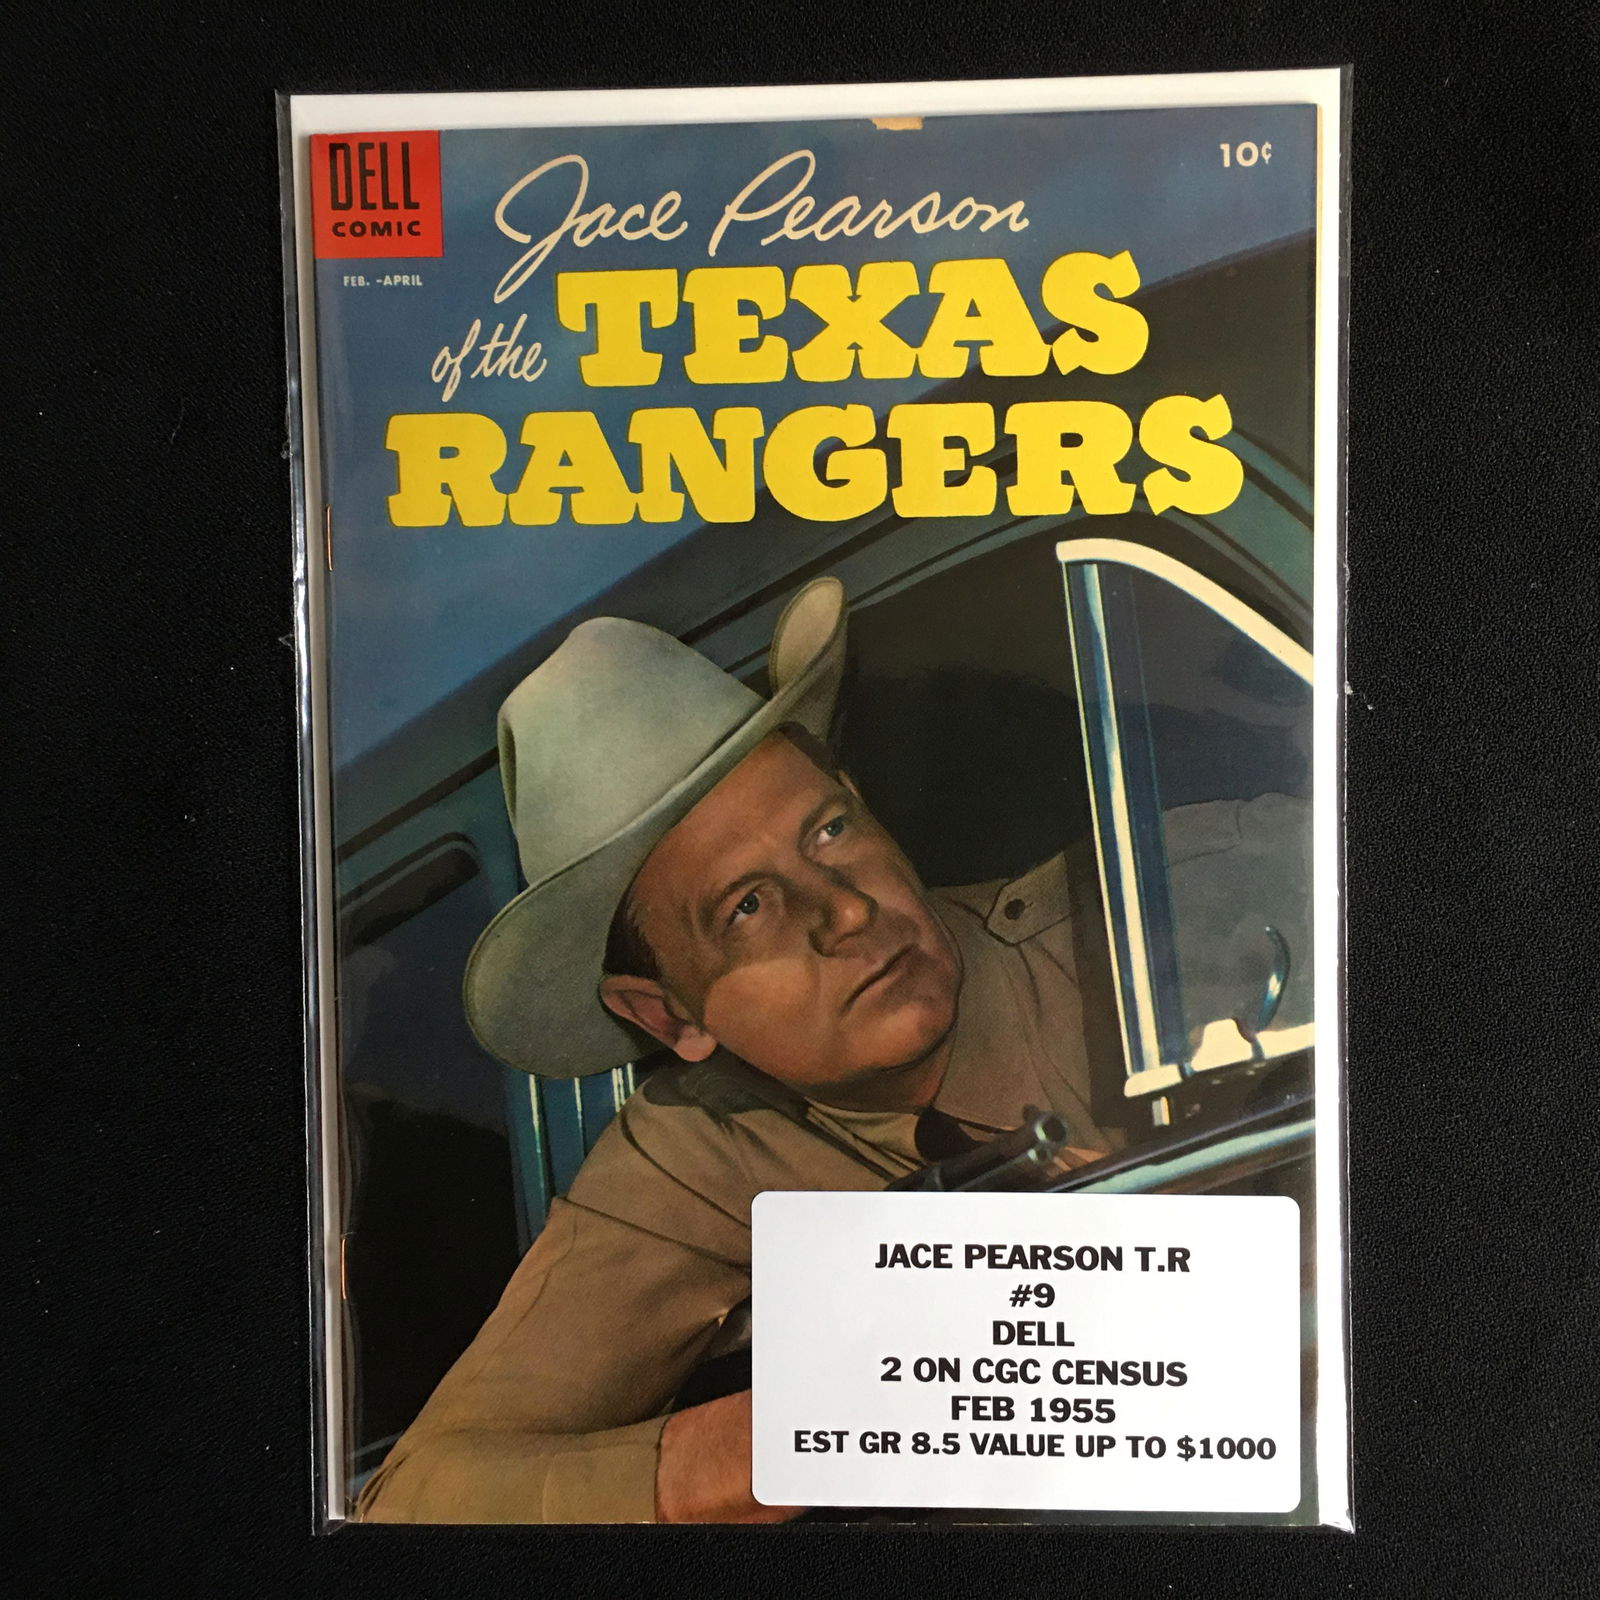 DELL
COMIC
FEB. -APRIL
10¢
Jace Pearson
of the TEXAS
RANGERS
JACE PEARSON T.R
#9
DELL
2 ON CGC CENSUS
FEB 1955
EST GR 8.5 VALUE UP TO $1000